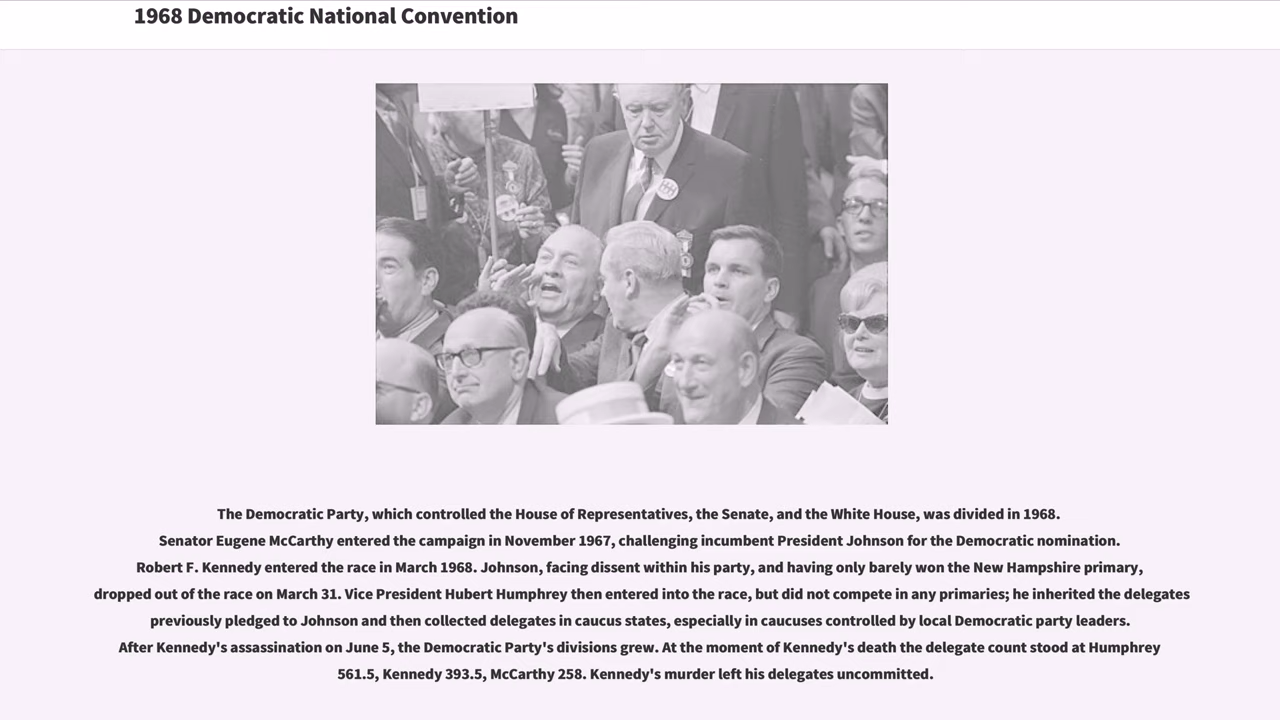 1968 Democratic National Convention
The Democratic Party, which controlled the House of Representatives, the Senate, and the White House, was divided in 1968.
Senator Eugene McCarthy entered the campaign in November 1967, challenging incumbent President Johnson for the Democratic nomination.
Robert F. Kennedy entered the race in March 1968. Johnson, facing dissent within his party, and having only barely won the New Hampshire primary,
dropped out of the race on March 31. Vice President Hubert Humphrey then entered into the race, but did not compete in any primaries; he inherited the delegates
previously pledged to Johnson and then collected delegates in caucus states, especially in caucuses controlled by local Democratic party leaders.
After Kennedy's assassination on June 5, the Democratic Party's divisions grew. At the moment of Kennedy's death the delegate count stood at Humphrey
561.5, Kennedy 393.5, McCarthy 258. Kennedy's murder left his delegates uncommitted.